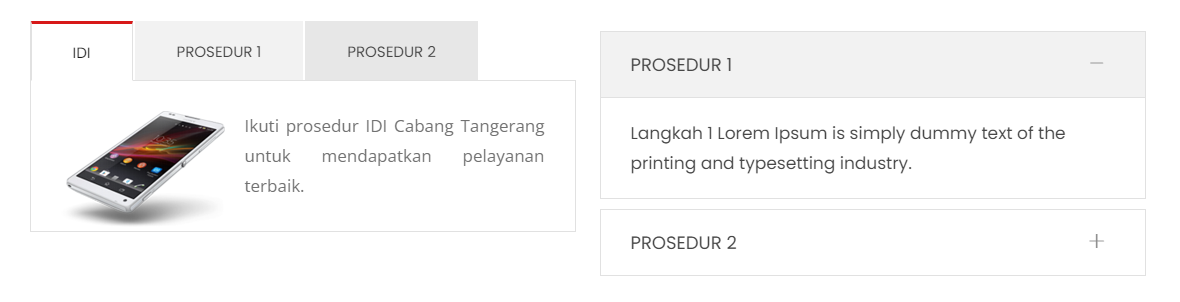 IDI
PROSEDUR 1
PROSEDUR 2
Ikuti prosedur IDI Cabang Tangerang
untuk mendapatkan pelayanan
terbaik.
PROSEDUR 1
Langkah 1 Lorem Ipsum is simply dummy text of the
printing and typesetting industry.
PROSEDUR 2